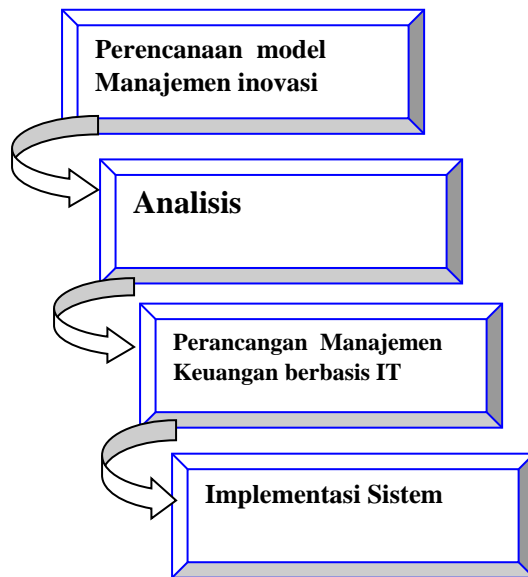 Perencanaan model
Manajemen inovasi
Analisis
Perancangan Manajemen
Keuangan berbasis IT
Implementasi Sistem